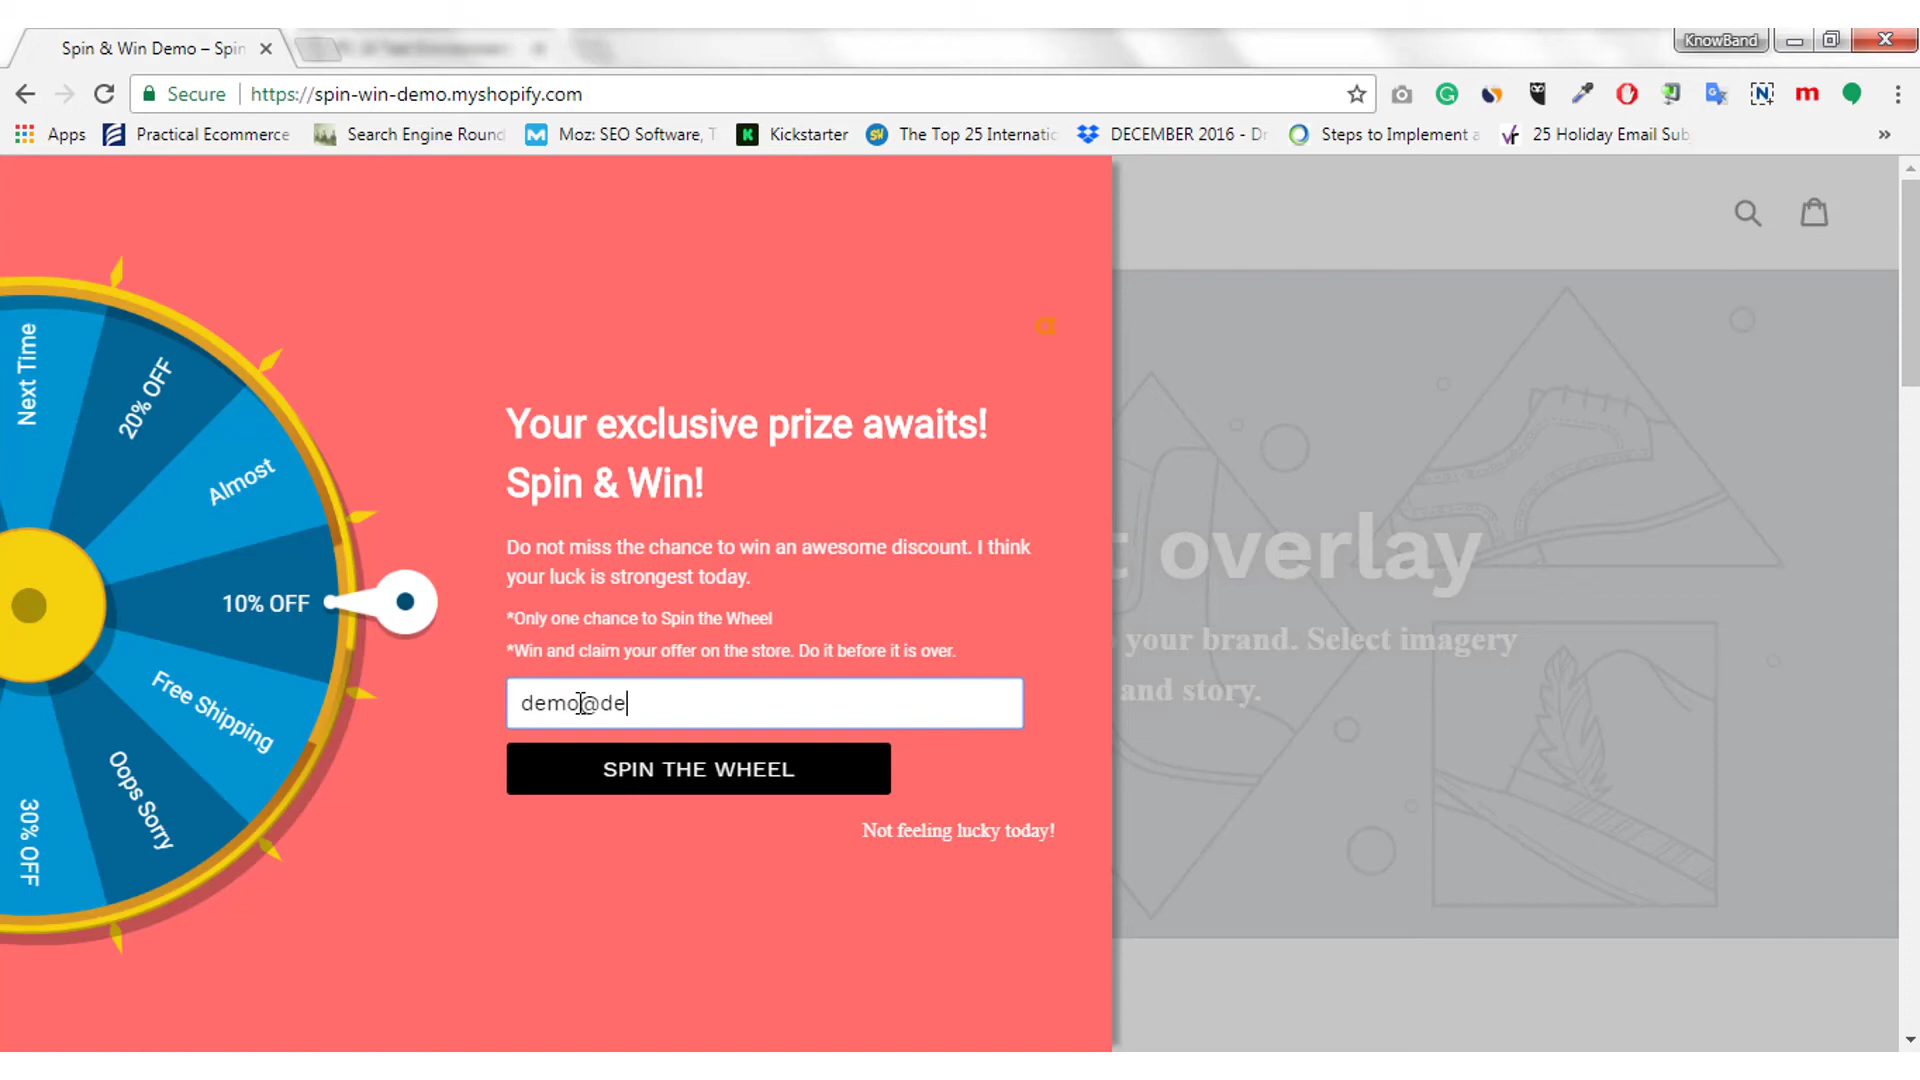 Spin & Win Demo – Spin
KnowBand
Secure
https://spin-win-demo.myshopify.com
Apps
Practical Ecommerce
Search Engine Round
Moz: SEO Software, T
Kickstarter
The Top 25 Internatio
DECEMBER 2016 - Dr
Steps to Implement a
25 Holiday Email Sub
Next Time
20% OFF
Almost
10% OFF
Free Shipping
Oops Sorry
30% OFF
Your exclusive prize awaits!
Spin & Win!
Do not miss the chance to win an awesome discount. I think
your luck is strongest today.
*Only one chance to Spin the Wheel
*Win and claim your offer on the store. Do it before it is over.
demo@de
SPIN THE WHEEL
Not feeling lucky today!
t overlay
your brand. Select imagery
and story.